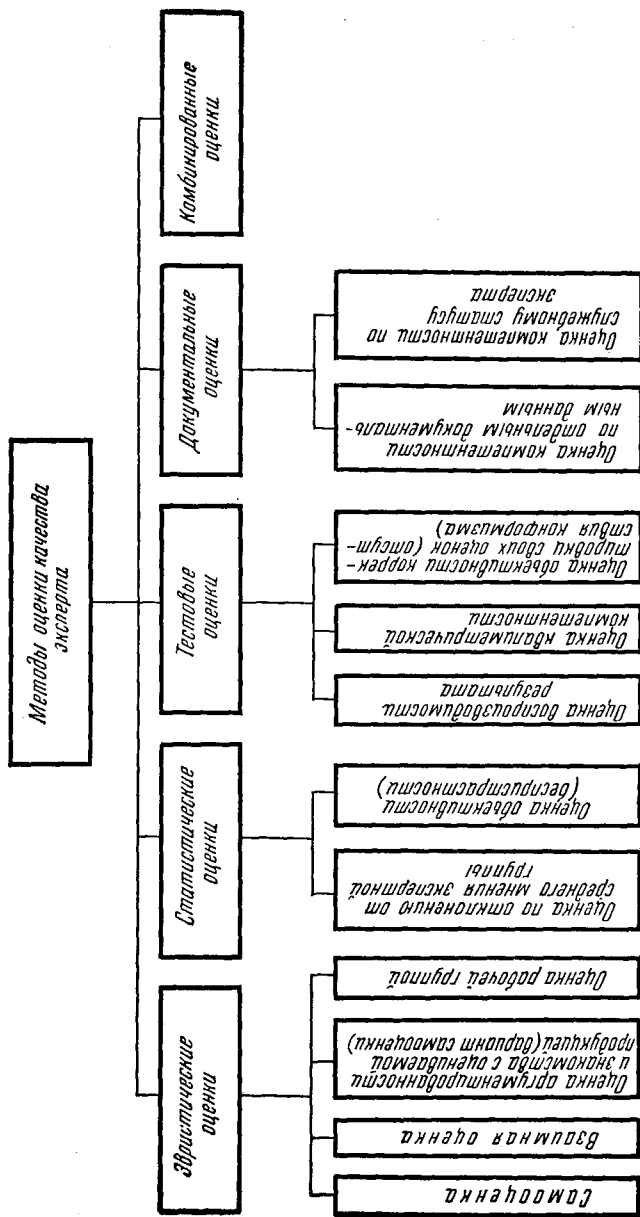 Методы оценки качества
эксперта
Эвристические
оценки
Статистические
оценки
Тестовые
оценки
Документальные
оценки
Комбинированные
оценки
Самооценка
Взаимная оценка
Оценка аргументированности
и знакомства с оцениваемой
продукцией (вариант самооценки)
Оценка рабочей группой
Оценка по отклонению от
среднего мнения экспертной
группы
Оценка объективности
(беспристрастности)
Оценка воспроизводимости
результата
Оценка квалиметрической
компетентности
Оценка объективности коррек-
тировки своих оценок (отсут-
ствия конформизма)
Оценка компетентности
по отдельным документаль-
ным данным
Оценка компетентности по
служебному статусу
эксперта